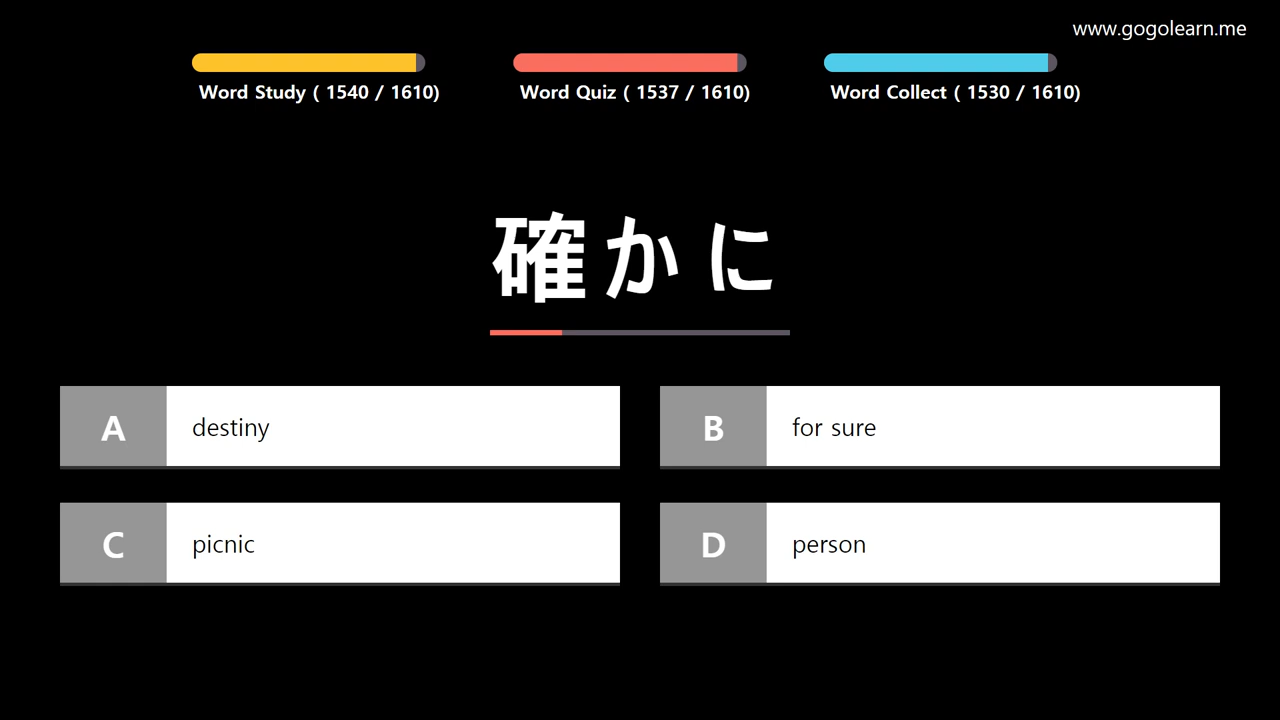 www.gogolearn.me
Word Study ( 1540 / 1610)
Word Quiz ( 1537 / 1610)
Word Collect ( 1530 / 1610)
確かに
A destiny
B for sure
C picnic
D person